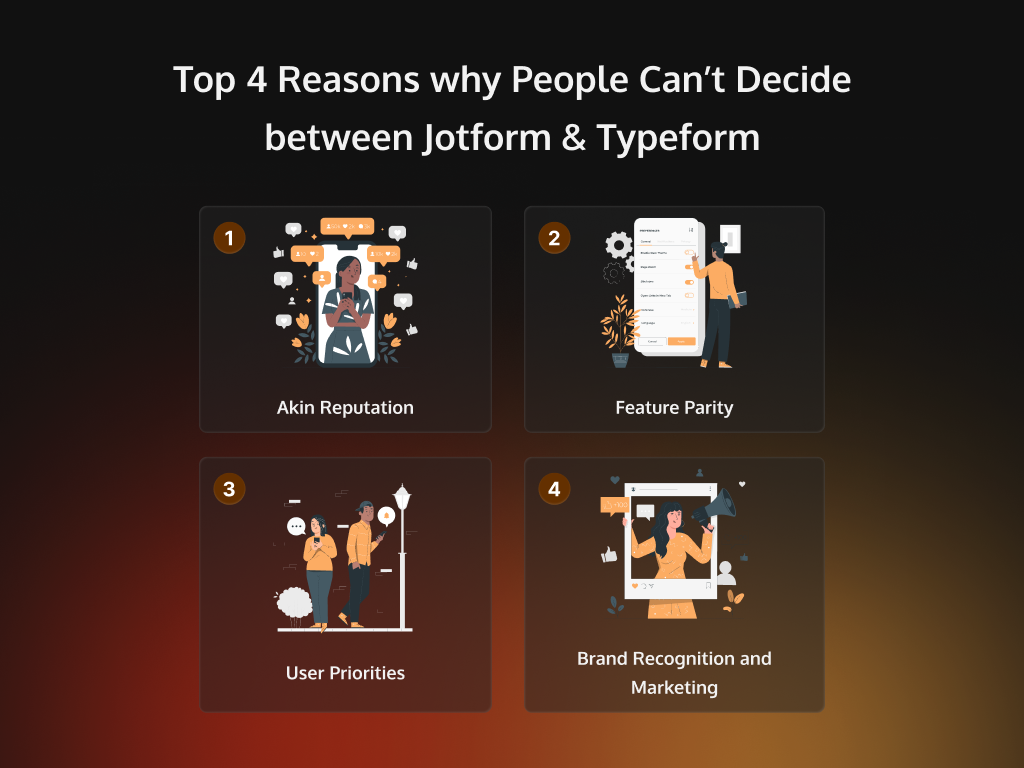 Top 4 Reasons why People Can’t Decide
between Jotform & Typeform
1
Akin Reputation
2
Feature Parity
3
User Priorities
4
Brand Recognition and
Marketing